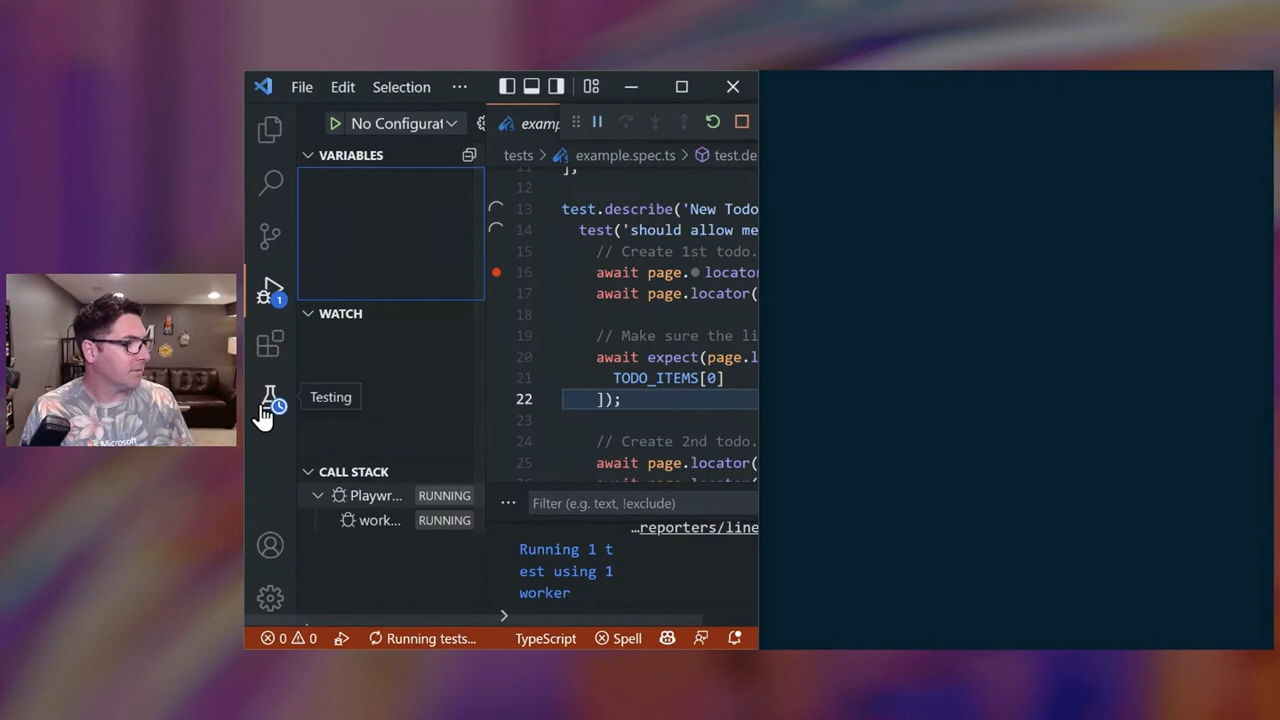 File Edit Selection ...
No Configurat
VARIABLES
WATCH
Testing
CALL STACK
Playwr... RUNNING
work... RUNNING
1
examp
tests > example.spec.ts > test.de
11 ];
12
13 test.describe('New Todo
14 test('should allow me
15 // Create 1st todo.
16 await page. locator
17 await page.locator(
18
19 // Make sure the li
20 await expect(page.l
21 TODO_ITEMS[0]
22 ]);
23
24 // Create 2nd todo.
25 await page.locator(
... Filter (e.g. text, !exclude)
…reporters/line
Running 1 t
est using 1
worker
0 0 Running tests... TypeScript Spell
Microsoft